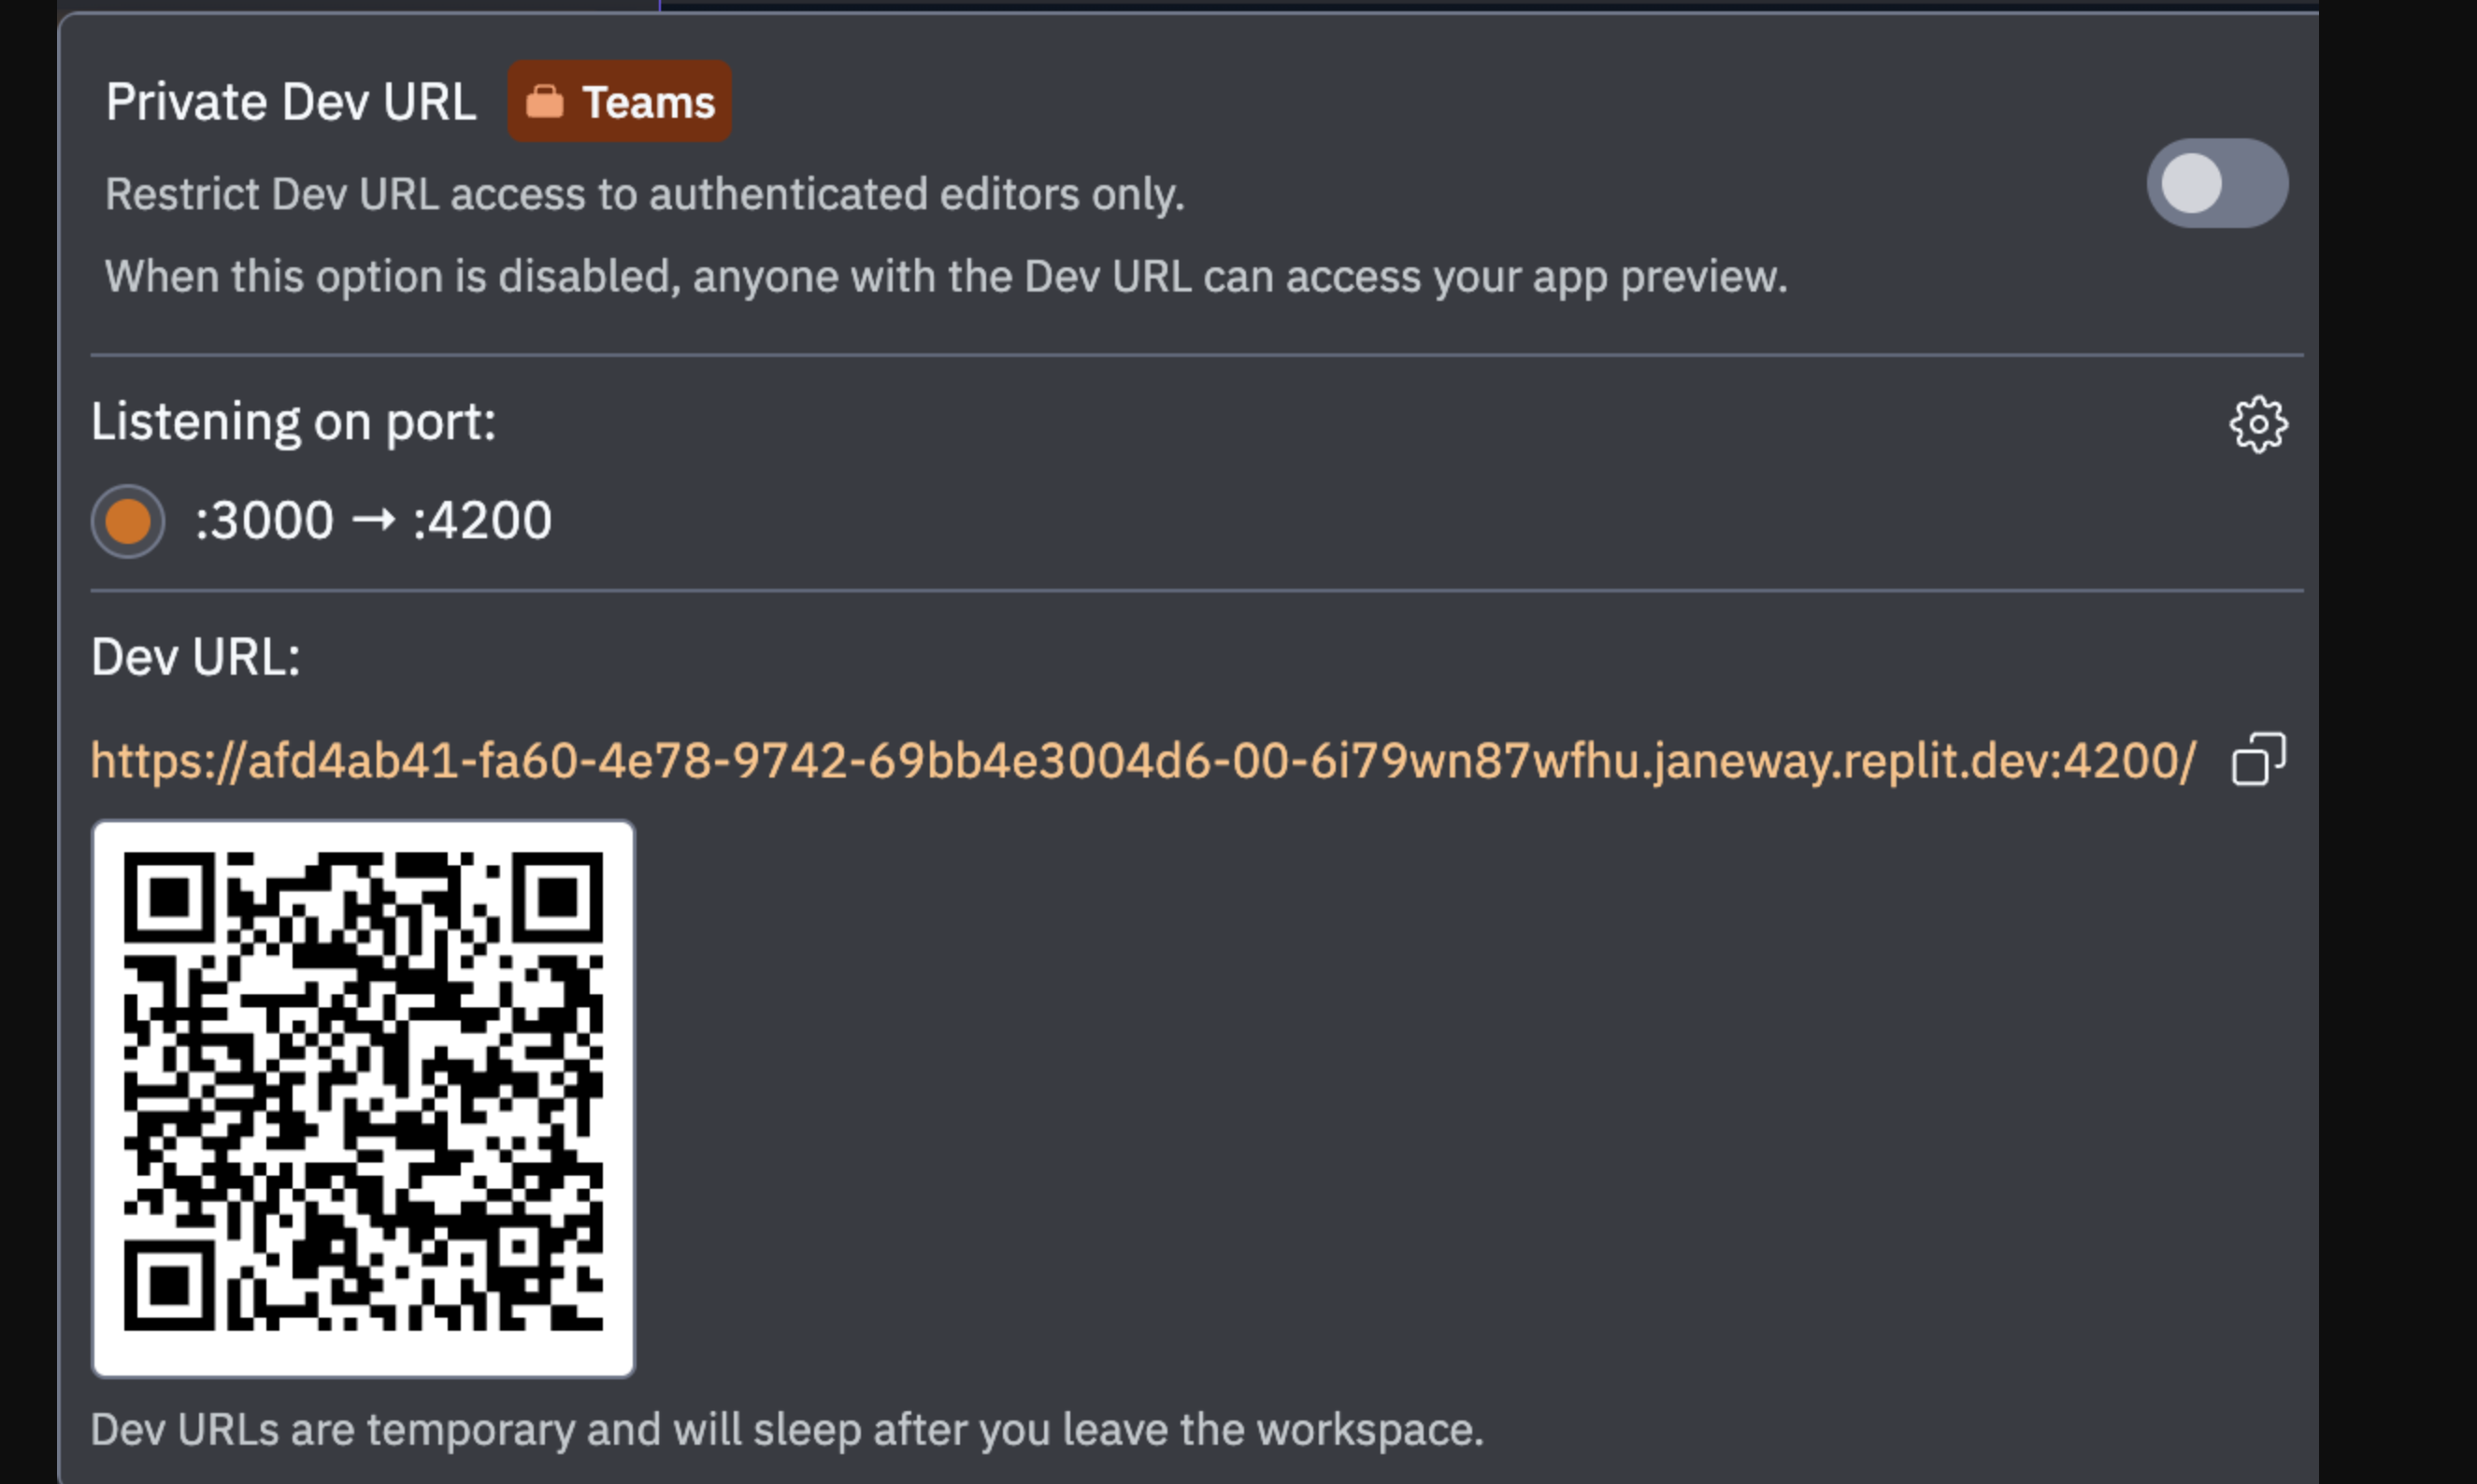 Private Dev URL Teams
Restrict Dev URL access to authenticated editors only.
When this option is disabled, anyone with the Dev URL can access your app preview.
Listening on port:
:3000 → :4200
Dev URL:
https://afd4ab41-fa60-4e78-9742-69bb4e3004d6-00-6i79wn87wfhu.janeway.replit.dev:4200/
Dev URLs are temporary and will sleep after you leave the workspace.